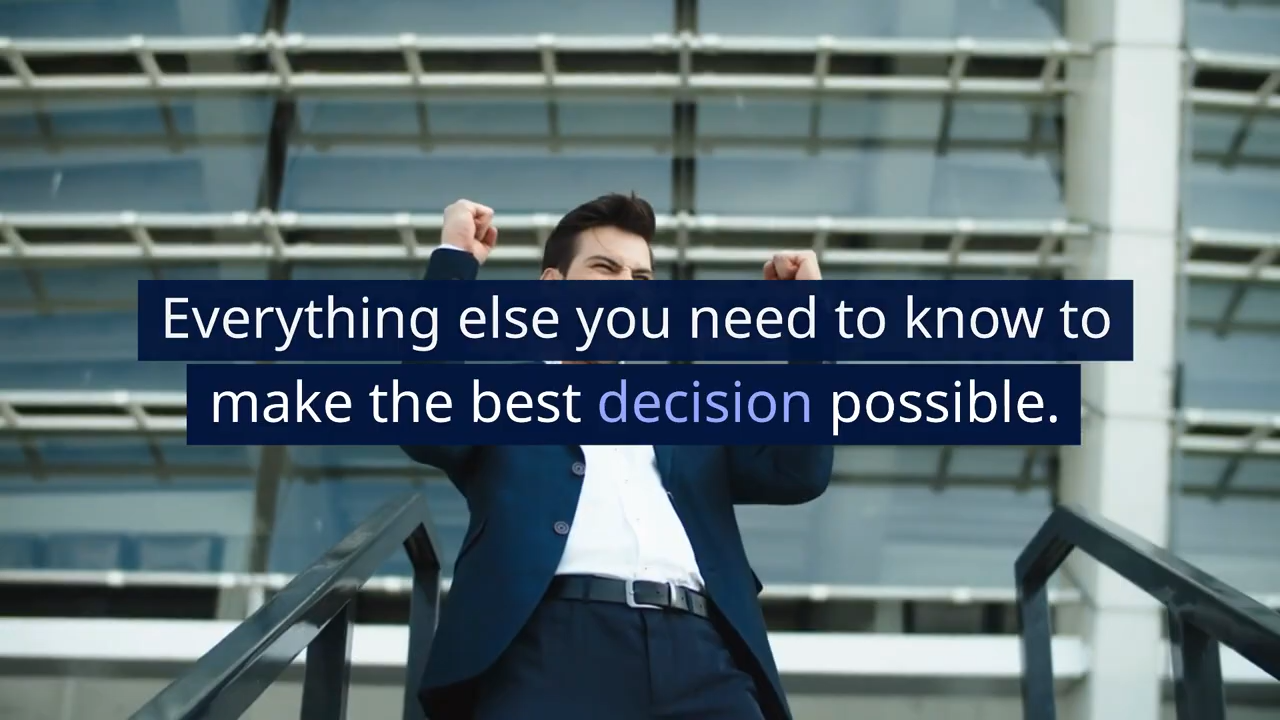 Everything else you need to know to
make the best decision possible.